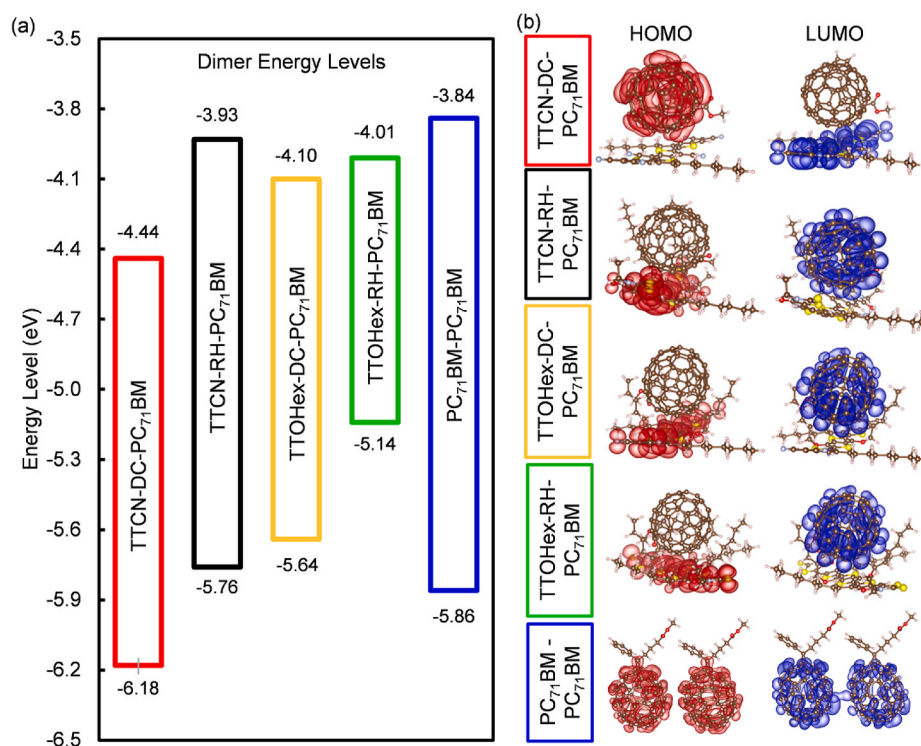 (a)
Dimer Energy Levels
Energy Level (eV)
-3.5
-3.8
-4.1
-4.4
-4.7
-5.0
-5.3
-5.6
-5.9
-6.2
-6.5
-4.44
TTCN-DC-PC71BM
-6.18
-3.93
TTCN-RH-PC71BM
-5.76
-4.10
TTOHex-DC-PC71BM
-5.64
-4.01
TTOHex-RH-PC71BM
-5.14
-3.84
PC71BM-PC71BM
-5.86
(b)
HOMO
LUMO
TTCN-DC-
PC71BM
TTCN-RH-
PC71BM
TTOHex-DC-
PC71BM
TTOHex-RH-
PC71BM
PC71BM -
PC71BM